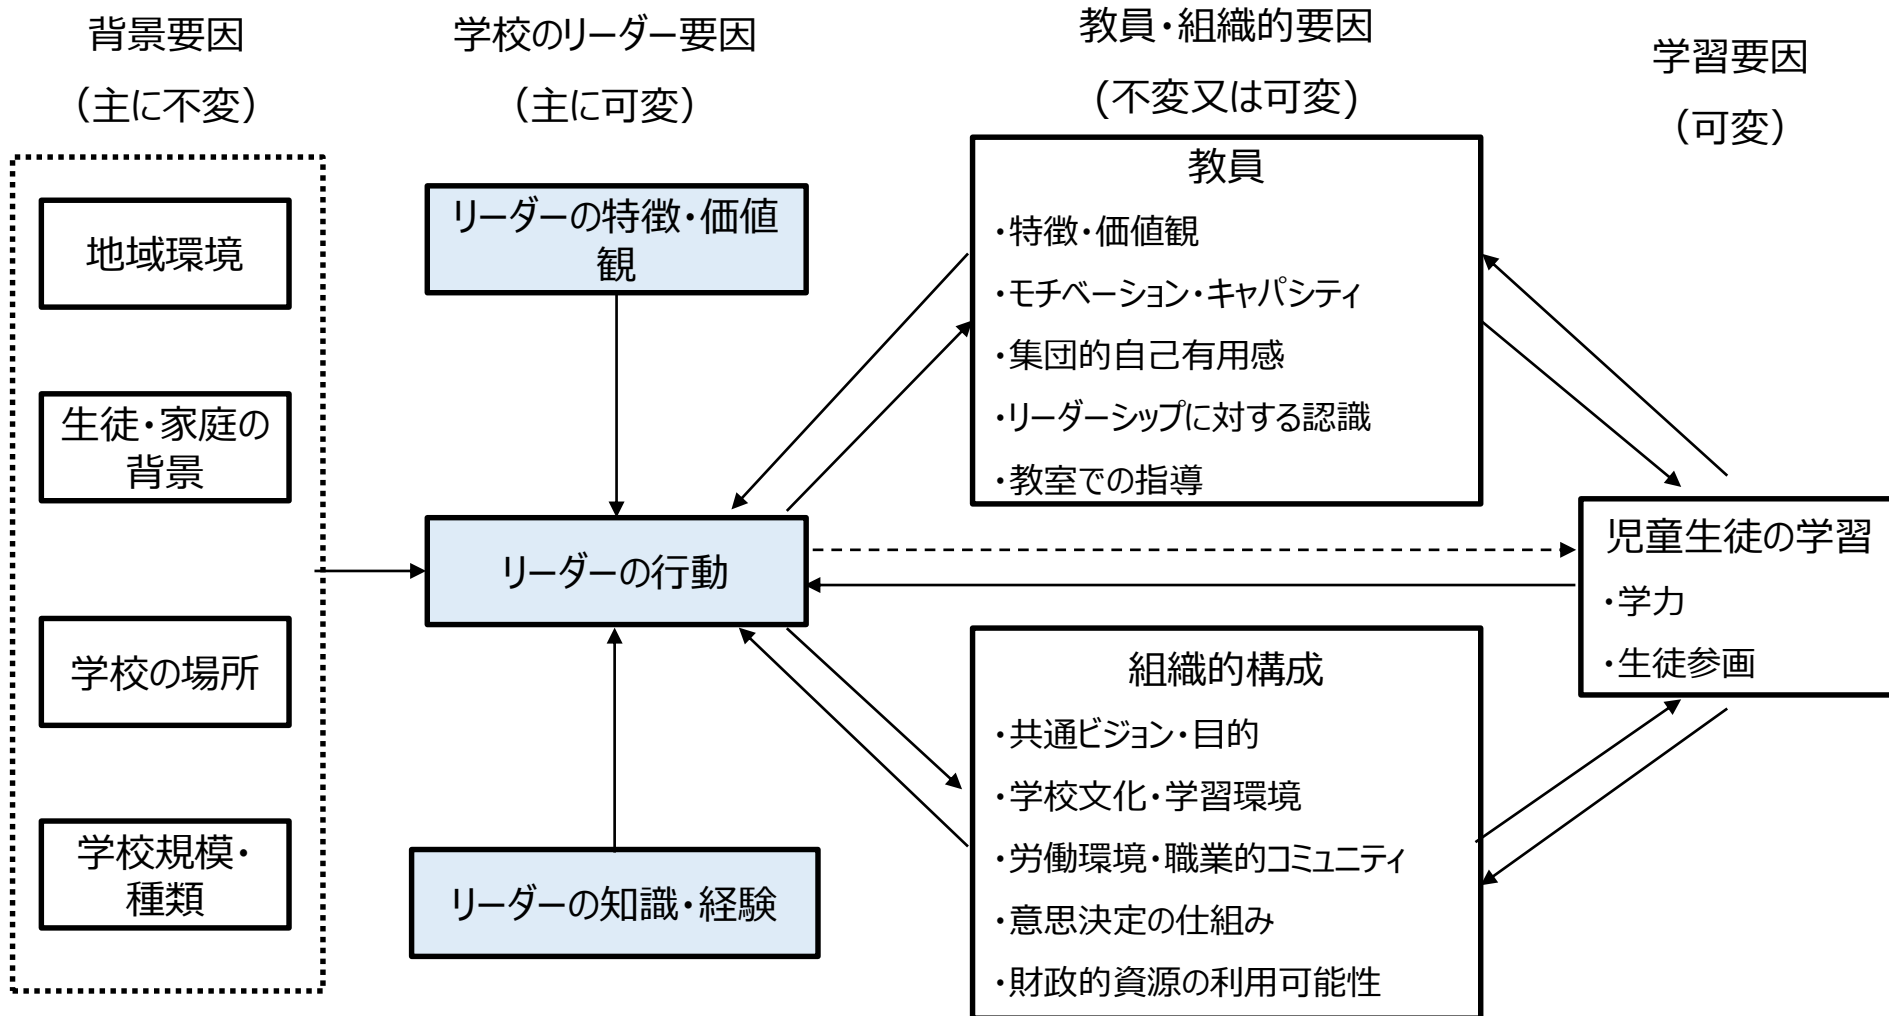 背景要因
（主に不変）
地域環境
生徒・家庭の
背景
学校の場所
学校規模・
種類
学校のリーダー要因
（主に可変）
リーダーの特徴・価値
観
リーダーの行動
リーダーの知識・経験
教員・組織的要因
(不変又は可変)
教員
・特徴・価値観
・モチベーション・キャパシティ
・集団的自己有用感
・リーダーシップに対する認識
・教室での指導
組織的構成
・共通ビジョン・目的
・学校文化・学習環境
・労働環境・職業的コミュニティ
・意思決定の仕組み
・財政的資源の利用可能性
学習要因
（可変）
児童生徒の学習
・学力
・生徒参画